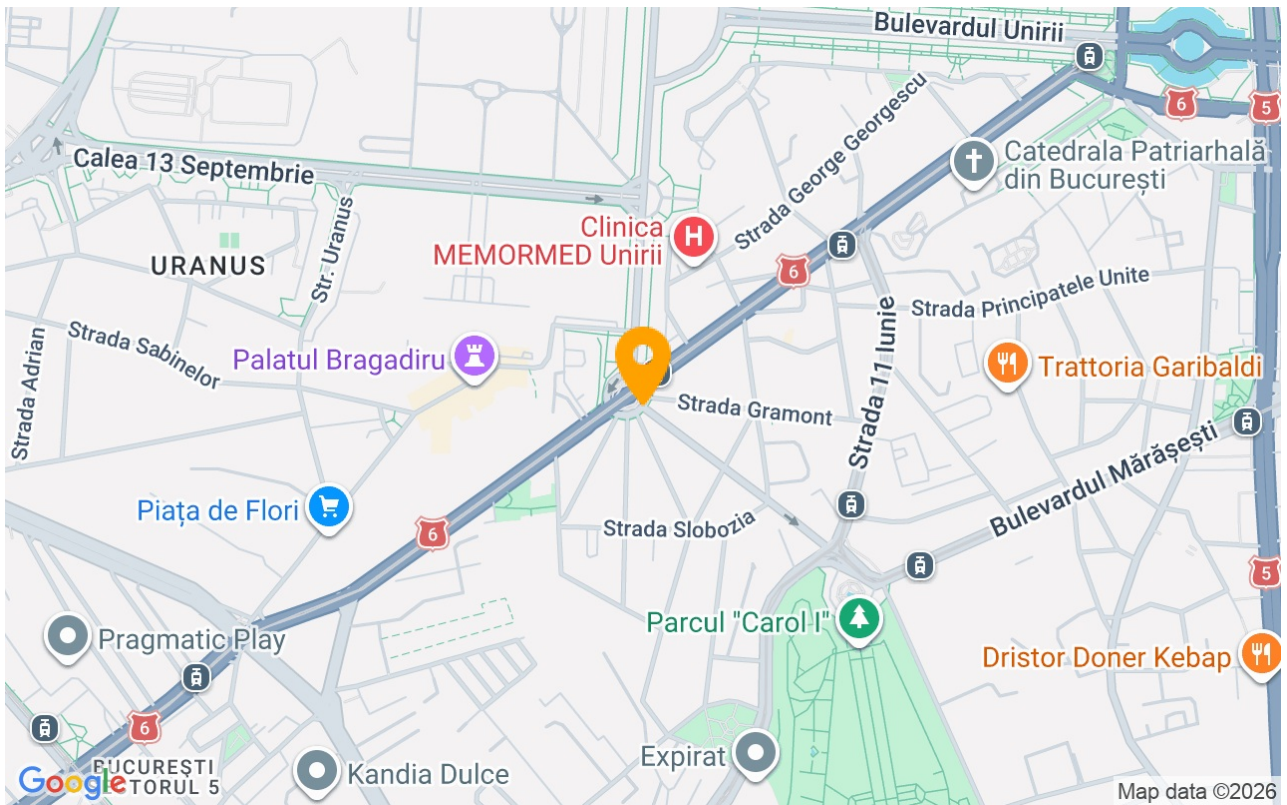 Bulevardul Unirii
6
5
Strada George Georgescu
Catedrala Patriarhală
din București
Calea 13 Septembrie
Clinica
MEMORMED Unirii
H
6
URANUS
Str. Uranus
Strada Principatele Unite
Strada Sabinelor
Palatul Bragadiru
Strada 11 Iunie
Trattoria Garibaldi
Strada Adrian
Strada Gramont
Bulevardul Mărășești
Piața de Flori
6
Strada Slobozia
5
Parcul "Carol I"
Pragmatic Play
Dristor Doner Kebap
6
Expirat
BUCUREȘTI
Google
Kandia Dulce
Map data ©2026